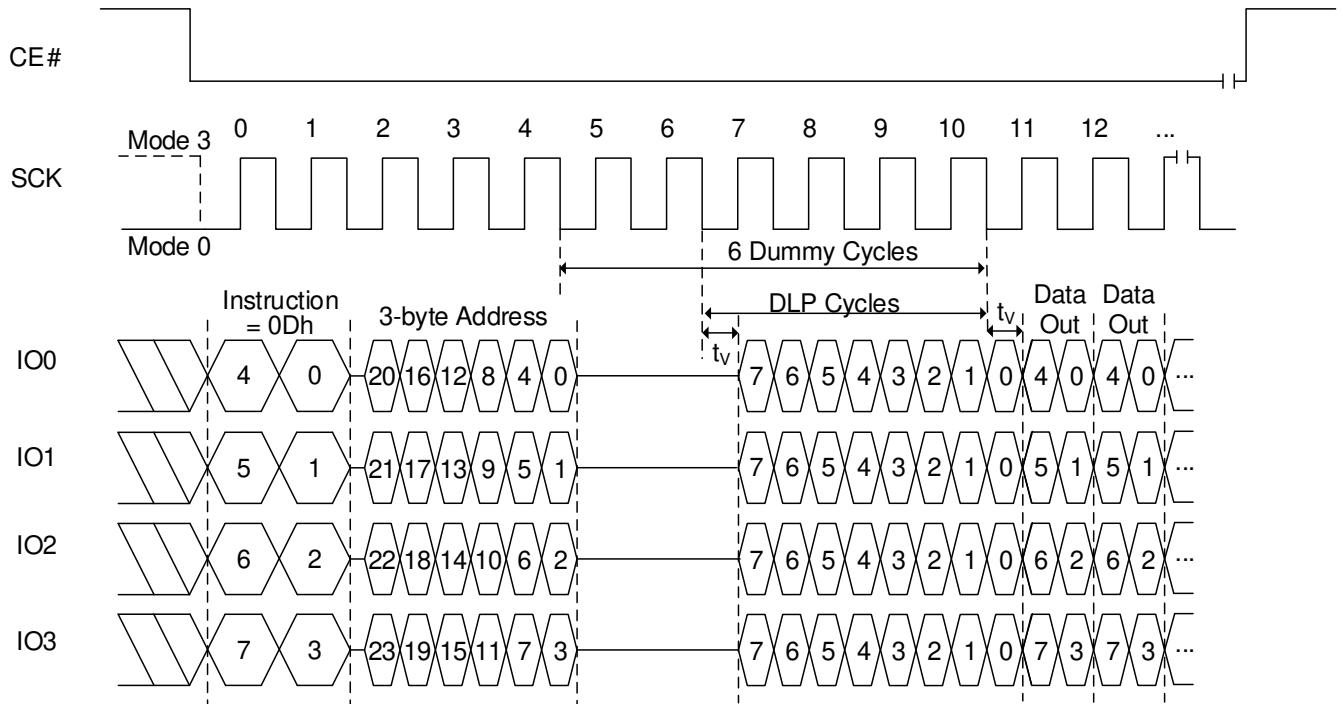 CE#
0 1 2 3 4 5 6 7 8 9 10 11 12 ...
Mode 3
SCK
Mode 0
6 Dummy Cycles
Instruction = 0Dh
3-byte Address
DLP Cycles
tV
tV
Data Out
Data Out
IO0 4 0 20 16 12 8 4 0 7 6 5 4 3 2 1 0 4 0 4 0 ...
IO1 5 1 21 17 13 9 5 1 7 6 5 4 3 2 1 0 5 1 5 1 ...
IO2 6 2 22 18 14 10 6 2 7 6 5 4 3 2 1 0 6 2 6 2 ...
IO3 7 3 23 19 15 11 7 3 7 6 5 4 3 2 1 0 7 3 7 3 ...